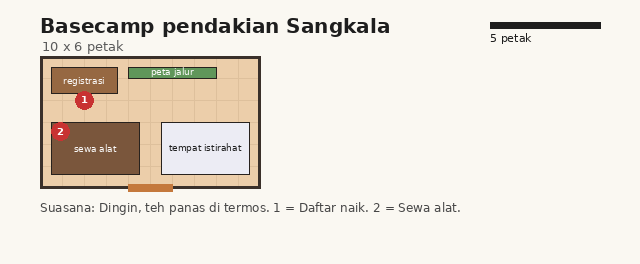 Basecamp pendakian Sangkala
10 x 6 petak
5 petak
registrasi
peta jalur
1
2
sewa alat
tempat istirahat
Suasana: Dingin, teh panas di termos. 1 = Daftar naik. 2 = Sewa alat.